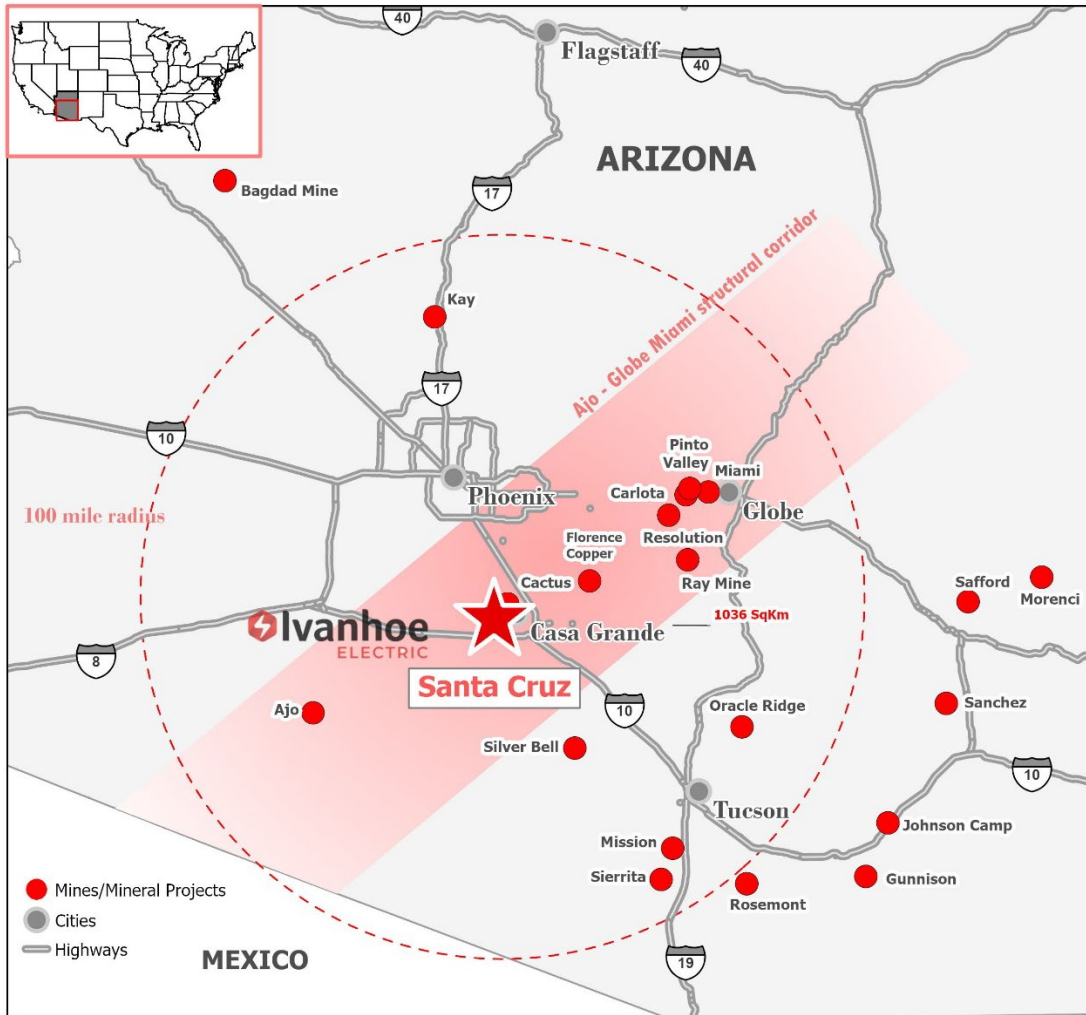 40
Flagstaff
40
ARIZONA
Bagdad Mine
17
Ajo - Globe Miami structural corridor
Kay
17
10
Pinto
Valley
Miami
Carlota
Phoenix
Globe
100 mile radius
Florence
Copper
Resolution
Ray Mine
Cactus
Safford
Morenci
1036 SqKm
Ivanhoe
ELECTRIC
Casa Grande
8
Santa Cruz
Ajo
10
Oracle Ridge
Sanchez
Silver Bell
10
Tucson
Johnson Camp
Mission
Sierrita
Gunnison
Rosemont
Mines/Mineral Projects
Cities
Highways
MEXICO
19